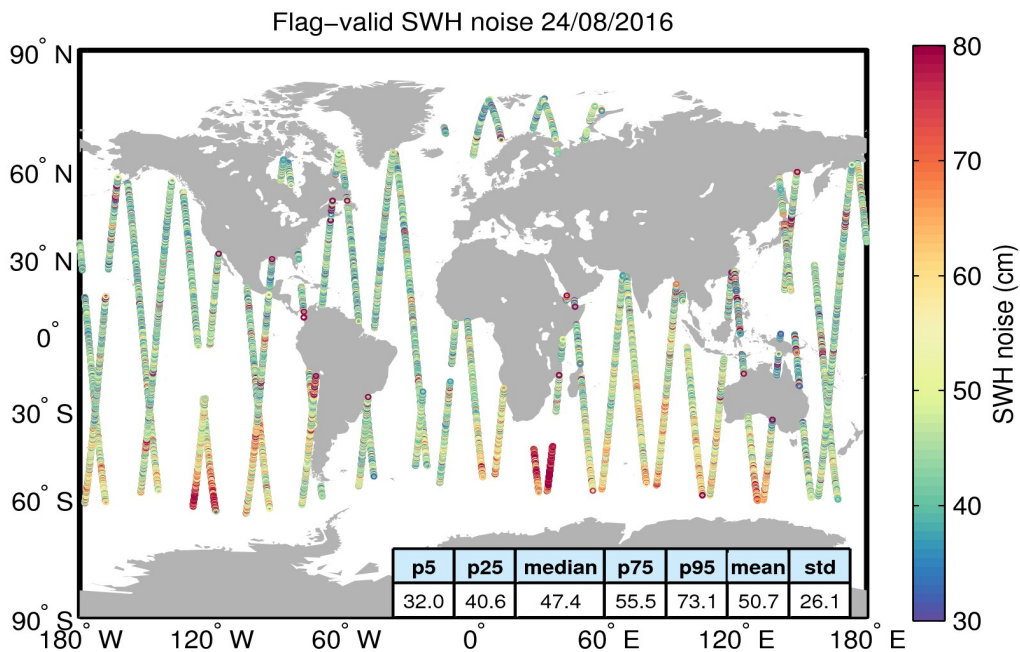 Flag−valid SWH noise 24/08/2016
90° N
60° N
30° N
0°
30° S
60° S
90° S
180° W
120° W
60° W
0°
60° E
120° E
180° E
80
70
60
50
40
30
SWH noise (cm)
p5 p25 median p75 p95 mean std
32.0 40.6 47.4 55.5 73.1 50.7 26.1